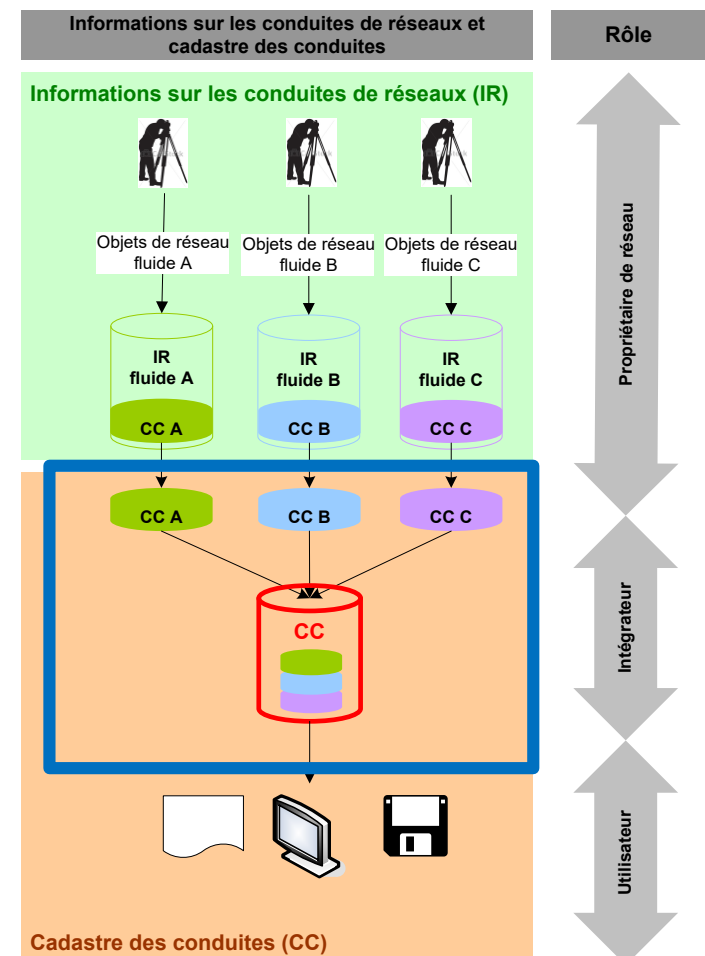 Informations sur les conduites de réseaux et
cadastre des conduites
Rôle
Informations sur les conduites de réseaux (IR)
Objets de réseau
fluide A
Objets de réseau
fluide B
Objets de réseau
fluide C
IR
fluide A
IR
fluide B
IR
fluide C
CC A
CC B
CC C
Propriétaire de réseau
CC A
CC B
CC C
CC
Intégrateur
Utilisateur
Cadastre des conduites (CC)